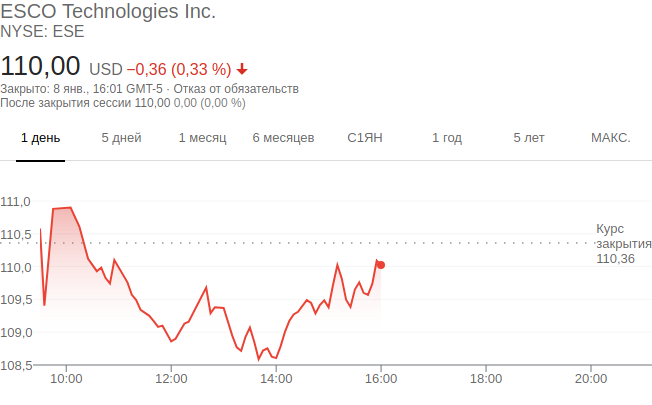 ESCO Technologies Inc.
NYSE: ESE
110,00 USD −0,36 (0,33 %)
Закрыто: 8 янв., 16:01 GMT-5 · Отказ от обязательств
После закрытия сессии 110,00 0,00 (0,00 %)
1 день 5 дней 1 месяц 6 месяцев С1ЯН 1 год 5 лет МАКС.
111,0
110,5
110,0
109,5
109,0
108,5
Курс
закрытия
110,36
10:00 12:00 14:00 16:00 18:00 20:00